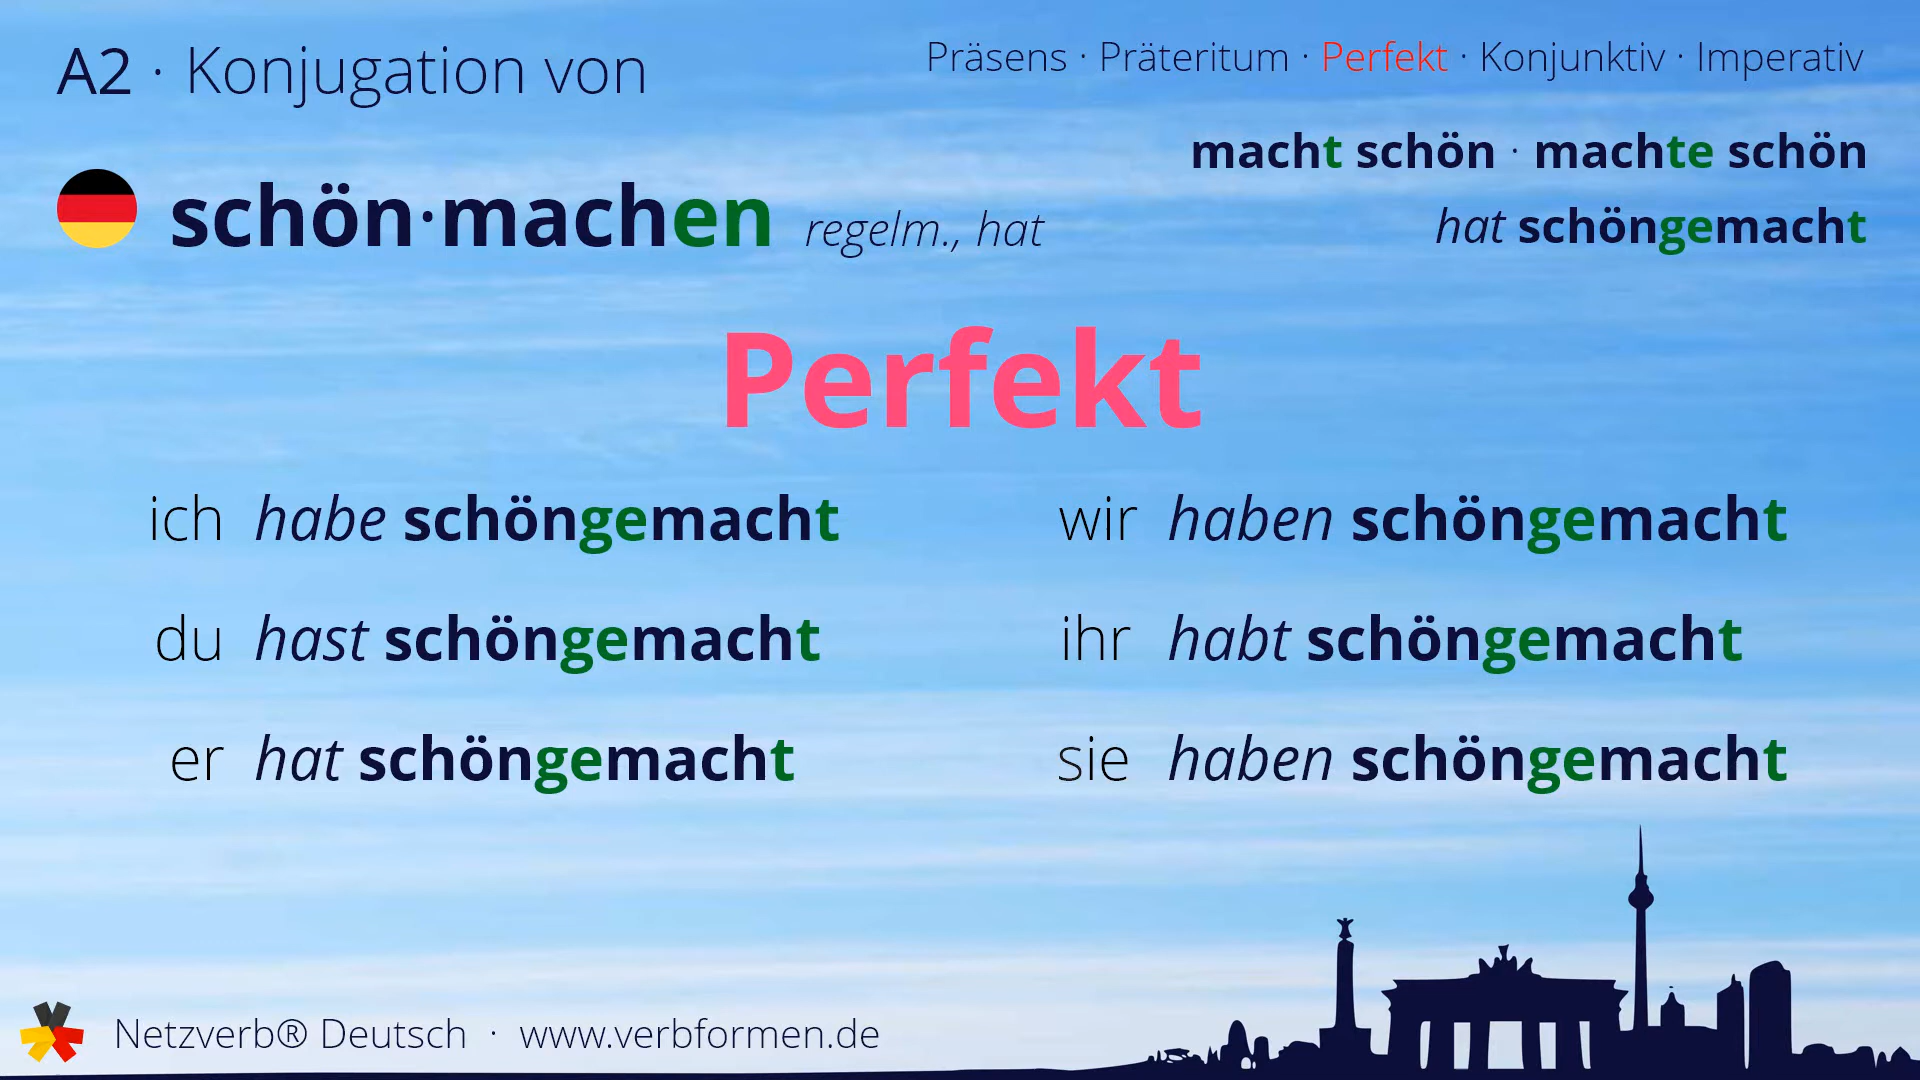 A2 · Konjugation von
Präsens · Präteritum · Perfekt · Konjunktiv · Imperativ
schön·machen regelm., hat
macht schön · machte schön
hat schöngemacht
Perfekt
ich habe schöngemacht
du hast schöngemacht
er hat schöngemacht
wir haben schöngemacht
ihr habt schöngemacht
sie haben schöngemacht
Netzverb® Deutsch · www.verbformen.de